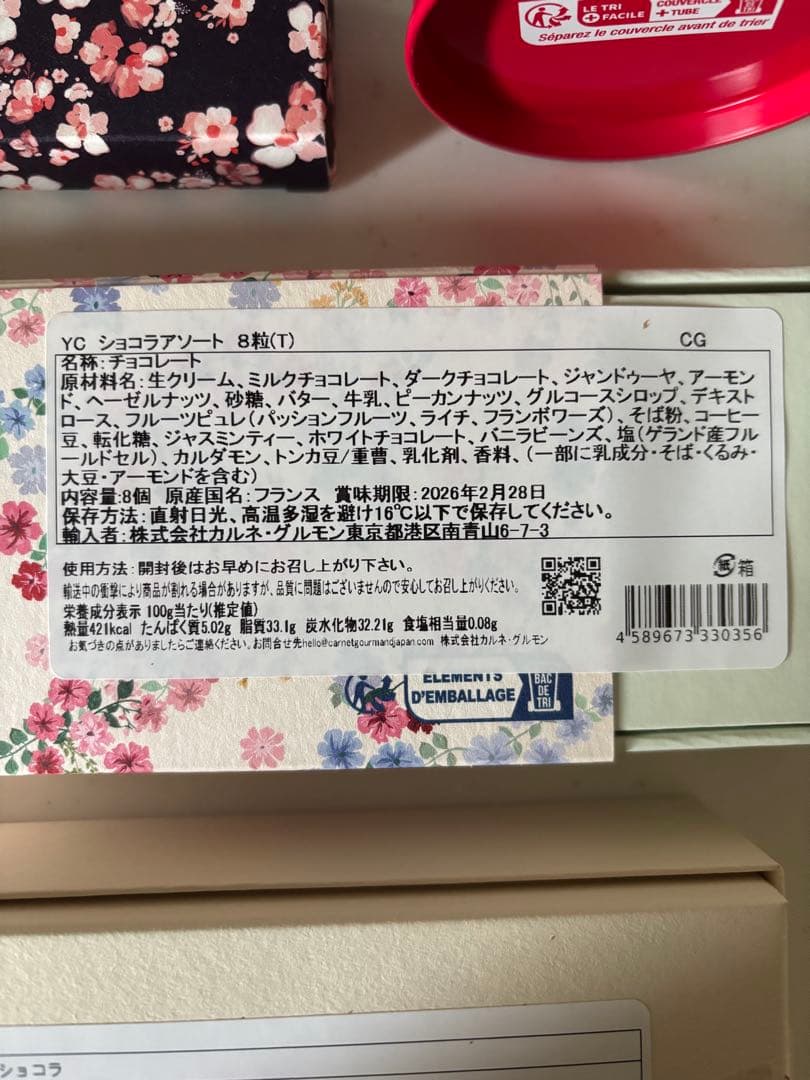 LE TRI
+ FACILE
COUVERCLE
+ TUBE
Séparez le couvercle avant de trier
YC ショコラアソート 8粒(T) CG
名称:チョコレート
原材料名:生クリーム、ミルクチョコレート、ダークチョコレート、ジャンドゥーヤ、アーモン
ド、ヘーゼルナッツ、砂糖、バター、牛乳、ピーカンナッツ、グルコースシロップ、デキスト
ロース、フルーツピュレ(パッションフルーツ、ライチ、フランボワーズ)、そば粉、コーヒー
豆、転化糖、ジャスミンティー、ホワイトチョコレート、バニラビーンズ、塩(ゲランド産フル
ールドセル)、カルダモン、トンカ豆/重曹、乳化剤、香料、(一部に乳成分・そば・くるみ・
大豆・アーモンドを含む)
内容量:8個 原産国名:フランス 賞味期限:2026年2月28日
保存方法:直射日光、高温多湿を避け16℃以下で保存してください。
輸入者:株式会社カルネ・グルモン東京都港区南青山6-7-3
使用方法:開封後はお早めにお召し上がり下さい。
輸送中の衝撃により商品が割れる場合がありますが、品質に問題はございませんので安心してお召し上がりください。
栄養成分表示 100g当たり(推定値)
熱量421kcal たんぱく質5.02g 脂質33.1g 炭水化物32.21g 食塩相当量0.08g
お気づきの点がありましたらご連絡ください。お問合せ先hello@carnetgourmandjapan.com 株式会社カルネ・グルモン
紙 箱
4 589673 330356
ÉLÉMENTS
D'EMBALLAGE
BAC
DE
TRI
ショコラ